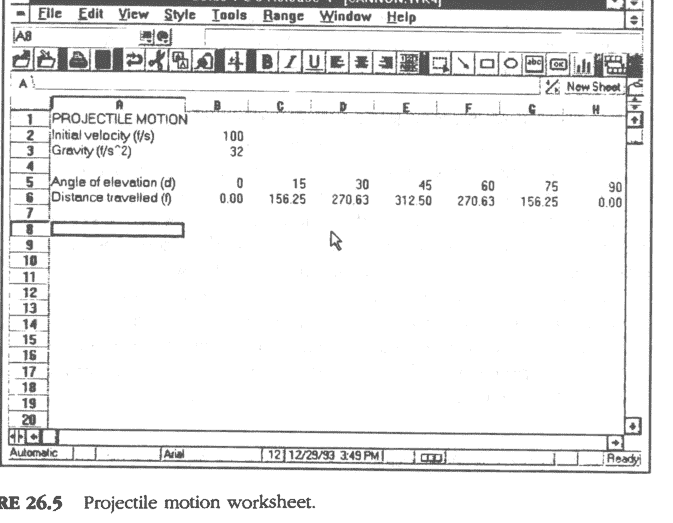 [CANNON.WK4]
File Edit View Style Tools Range Window Help
A8
B I U abc OK
A New Sheet
A B C D E F G H
1 PROJECTILE MOTION
2 Initial velocity (f/s) 100
3 Gravity (f/s^2) 32
4
5 Angle of elevation (d) 0 15 30 45 60 75 90
6 Distance travelled (f) 0.00 156.25 270.63 312.50 270.63 156.25 0.00
7
8
9
10
11
12
13
14
15
16
17
18
19
20
Automatic Arial 12 12/29/93 3:49 PM Ready
RE 26.5 Projectile motion worksheet.